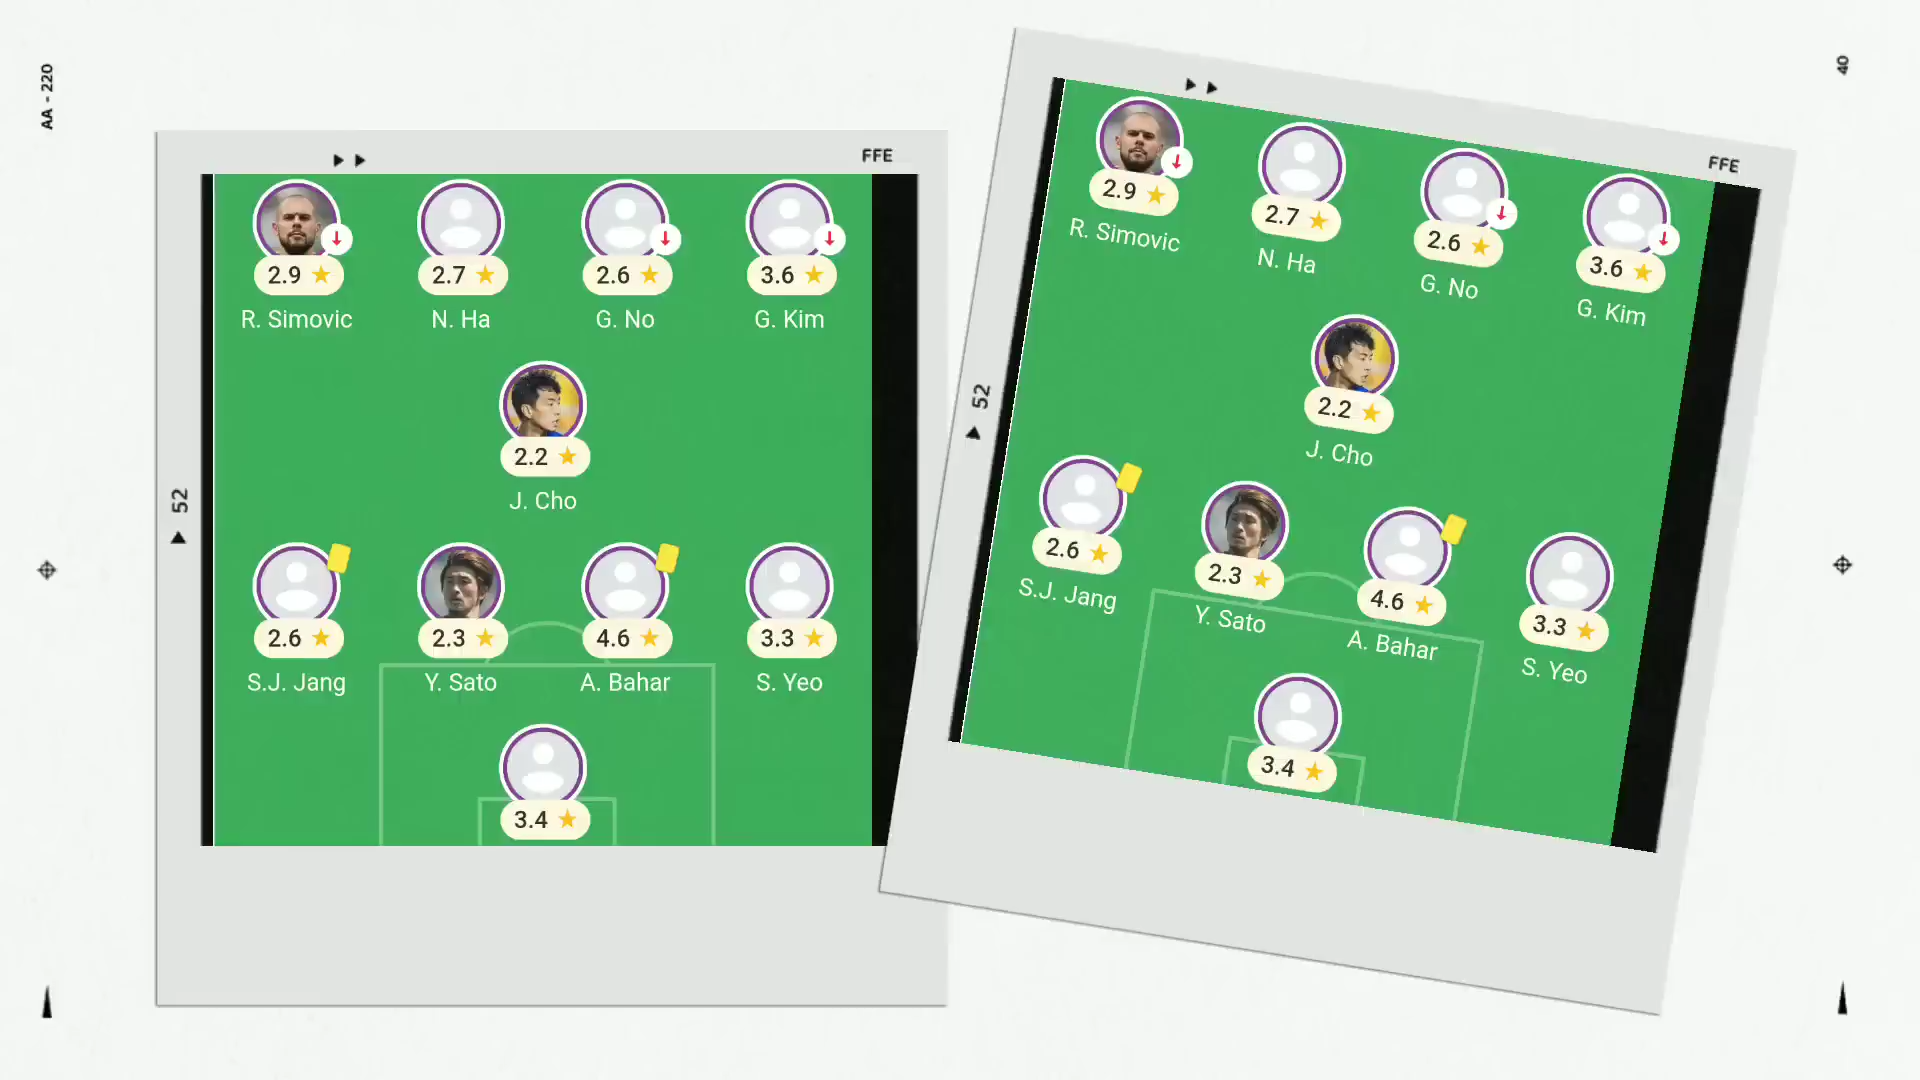 AA - 220
FFE
52
2.9 2.7 2.6 3.6
R. Simovic N. Ha G. No G. Kim
2.2
J. Cho
2.6 2.3 4.6 3.3
S.J. Jang Y. Sato A. Bahar S. Yeo
3.4
40
FFE
52
2.9 2.7 2.6 3.6
R. Simovic N. Ha G. No G. Kim
2.2
J. Cho
2.6 2.3 4.6 3.3
S.J. Jang Y. Sato A. Bahar S. Yeo
3.4